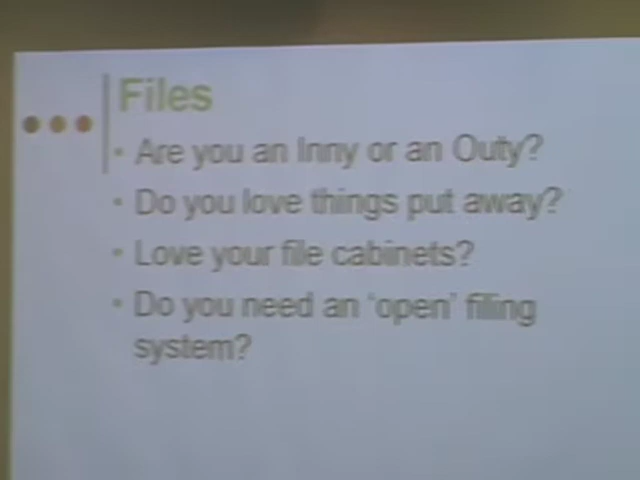 Files
• Are you an Inny or an Outy?
• Do you love things put away?
• Love your file cabinets?
• Do you need an ‘open’ filing
system?